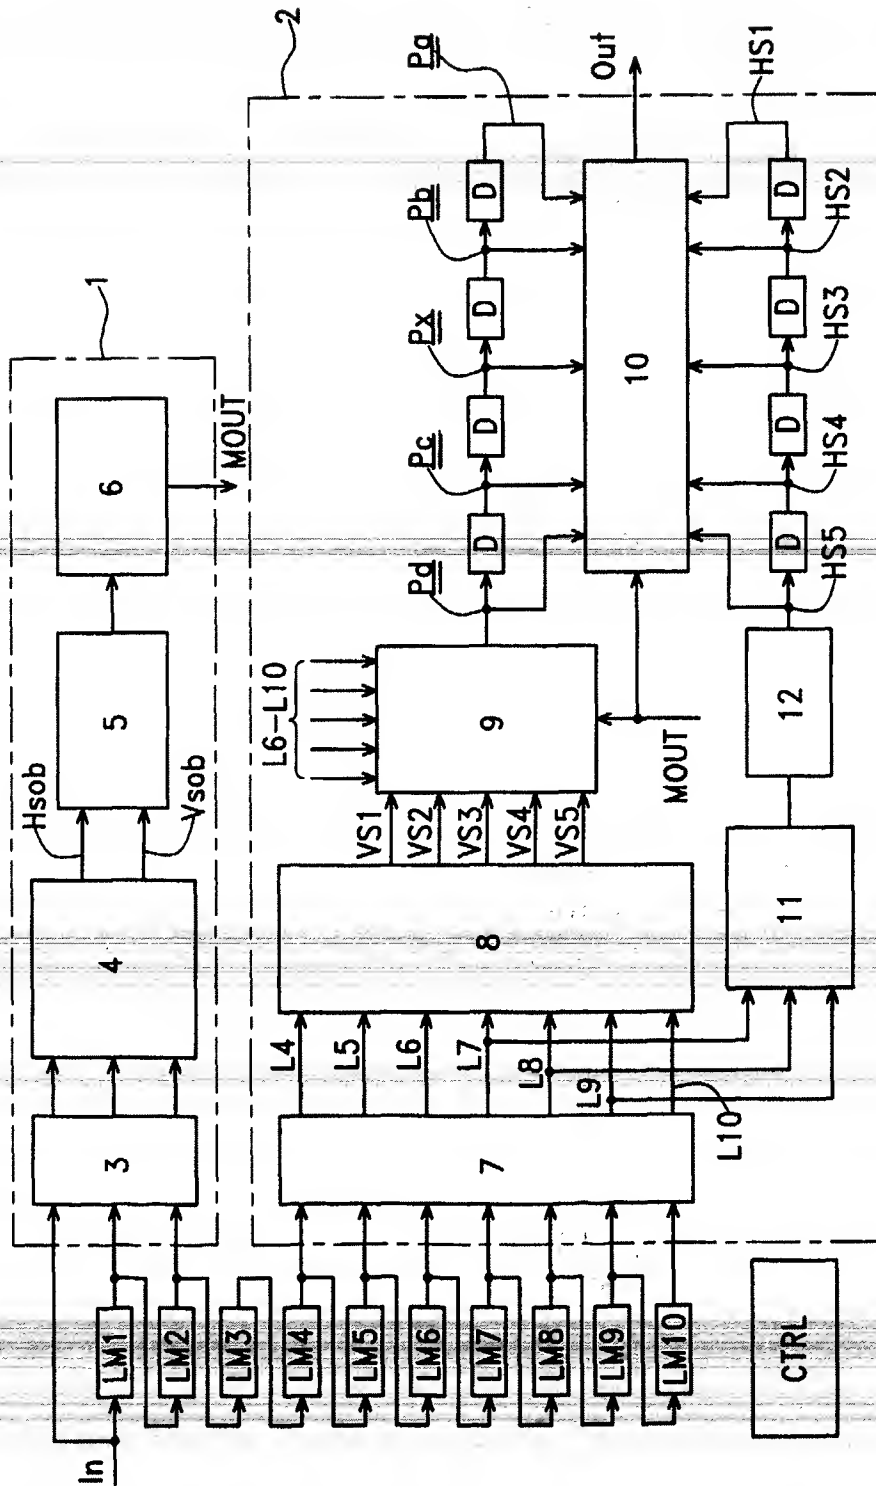 In
LM1
LM2
LM3
LM4
LM5
LM6
LM7
LM8
LM9
LM10
CTRL
1
3
4
Hsob
Vsob
5
6
MOUT
2
7
L4
L5
L6
L7
L8
L9
L10
8
VS1
VS2
VS3
VS4
VS5
L6-L10
9
MOUT
11
12
Pd
D
Pc
D
Px
D
Pb
D
Pa
10
Out
HS5
D
HS4
D
HS3
D
HS2
D
HS1